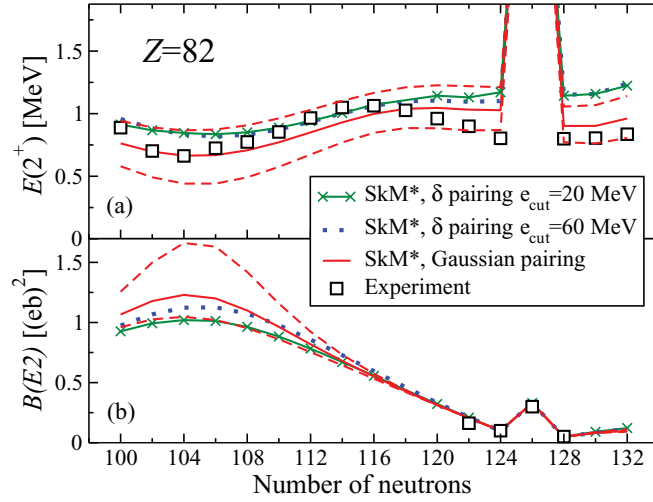 Z=82
E(2⁺) [MeV]
1.5
1
0.5
0
(a)
SkM*, δ pairing e_cut=20 MeV
SkM*, δ pairing e_cut=60 MeV
SkM*, Gaussian pairing
Experiment
B(E2) [(eb)²]
1.5
1
0.5
0
(b)
100 104 108 112 116 120 124 128 132
Number of neutrons